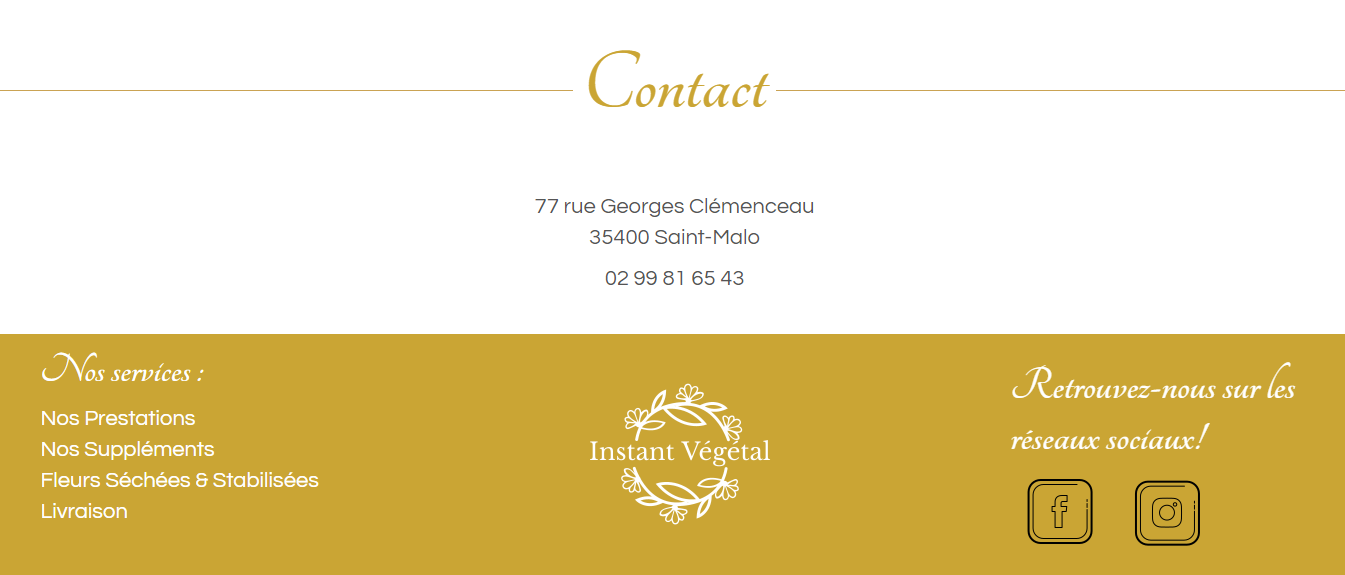 Contact
77 rue Georges Clémenceau
35400 Saint-Malo
02 99 81 65 43
Nos services :
Nos Prestations
Nos Suppléments
Fleurs Séchées & Stabilisées
Livraison
Instant Végétal
Retrouvez-nous sur les
réseaux sociaux!